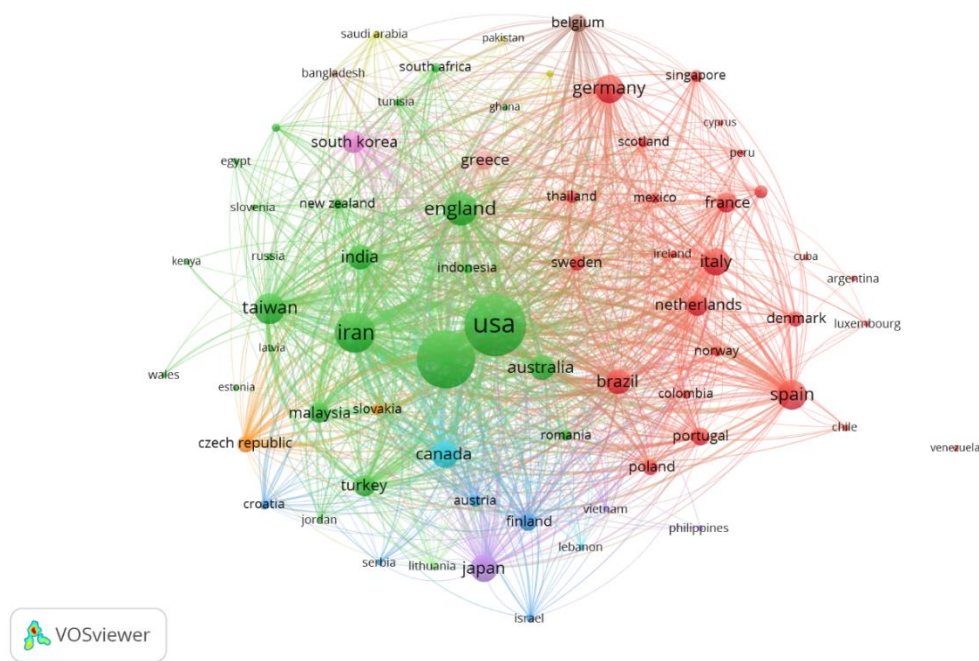 belgium
saudi arabia
pakistan
south africa
bangladesh
singapore
germany
tunisia
ghana
cyprus
south korea
scotland
egypt
greece
peru
slovenia
new zealand
england
thailand
mexico
france
kenya
russia
india
indonesia
sweden
ireland
italy
cuba
argentina
taiwan
iran
usa
netherlands
denmark
luxembourg
latvia
norway
wales
estonia
australia
brazil
colombia
spain
malaysia
slovakia
czech republic
romania
portugal
chile
venezuela
canada
poland
turkey
croatia
jordan
austria
finland
vietnam
philippines
lebanon
serbia
lithuania
japan
israel
VOSviewer